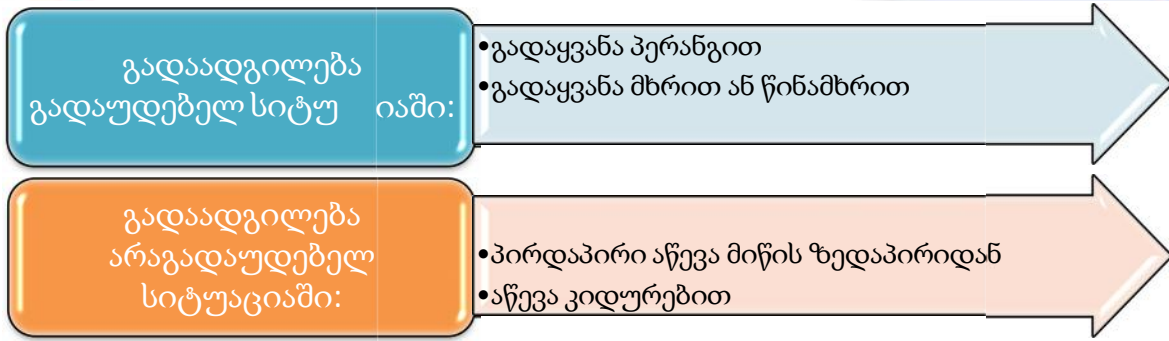 გადაადგილება
გადაუდებელ სიტუ იაში:
•გადაყვანა პერანგით
•გადაყვანა მხრით ან წინამხრით
გადაადგილება
არაგადაუდებელ
სიტუაციაში:
•პირდაპირი აწევა მიწის ზედაპირიდან
•აწევა კიდურებით